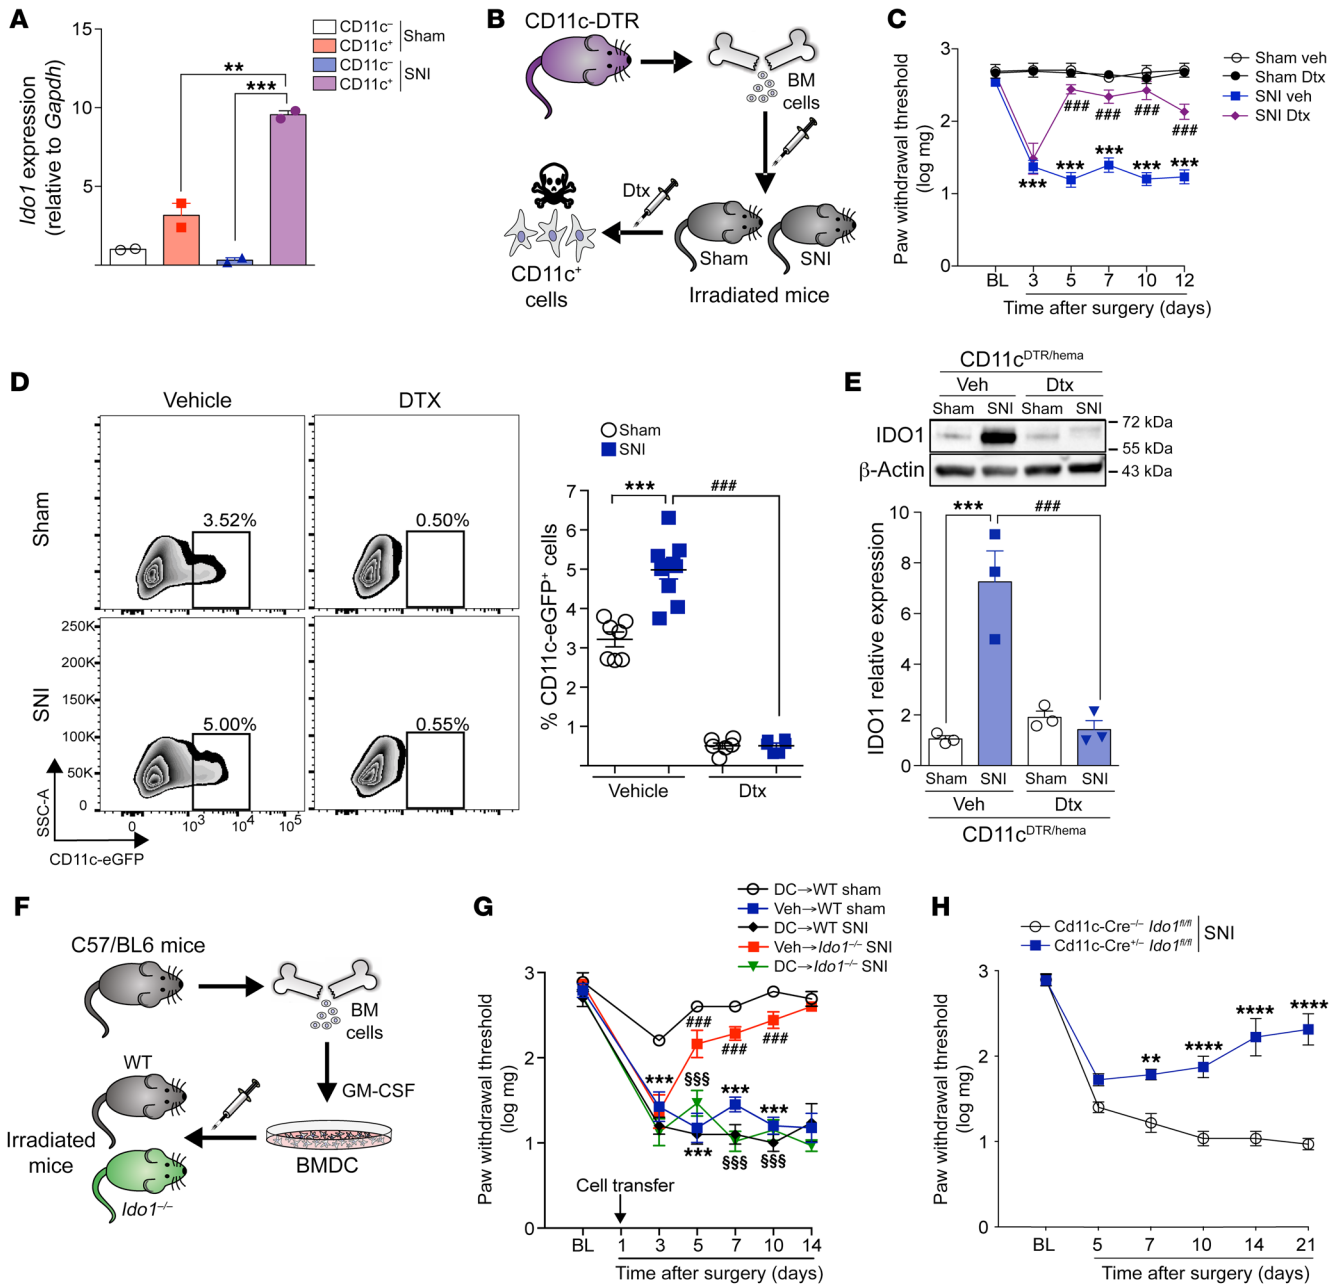 A
15
10
5
Ido1 expression
(relative to Gapdh)
**
***
CD11c–
CD11c+
Sham
CD11c–
CD11c+
SNI
B
CD11c-DTR
BM
cells
Dtx
CD11c+
cells
Sham
SNI
Irradiated mice
C
3
2
1
0
Paw withdrawal threshold
(log mg)
Sham veh
Sham Dtx
SNI veh
SNI Dtx
### ### ### ###
*** *** *** *** ***
BL 3 5 7 10 12
Time after surgery (days)
D
Vehicle
DTX
Sham
3.52%
0.50%
SNI
250K
200K
150K
100K
50K
0
5.00%
0.55%
SSC-A
0 10³ 10⁴ 10⁵
CD11c-eGFP
Sham
SNI
*** ###
7
6
5
4
3
2
1
% CD11c-eGFP+ cells
Vehicle
Dtx
E
CD11cDTR/hema
Veh Dtx
Sham SNI Sham SNI
IDO1
72 kDa
55 kDa
β-Actin
43 kDa
*** ###
10
8
6
4
2
0
IDO1 relative expression
Sham SNI Sham SNI
Veh Dtx
CD11cDTR/hema
F
C57/BL6 mice
BM
cells
GM-CSF
WT
Irradiated
mice
BMDC
Ido1–/–
G
DC→WT sham
Veh→WT sham
DC→WT SNI
Veh→Ido1–/– SNI
DC→Ido1–/– SNI
3
2
1
0
Paw withdrawal threshold
(log mg)
### ### ###
*** §§§ *** ***
*** §§§ §§§
Cell transfer
BL 1 3 5 7 10 14
Time after surgery (days)
H
Cd11c-Cre–/– Ido1fl/fl
Cd11c-Cre+/– Ido1fl/fl
SNI
3
2
1
0
Paw withdrawal threshold
(log mg)
** **** **** ****
BL 5 7 10 14 21
Time after surgery (days)